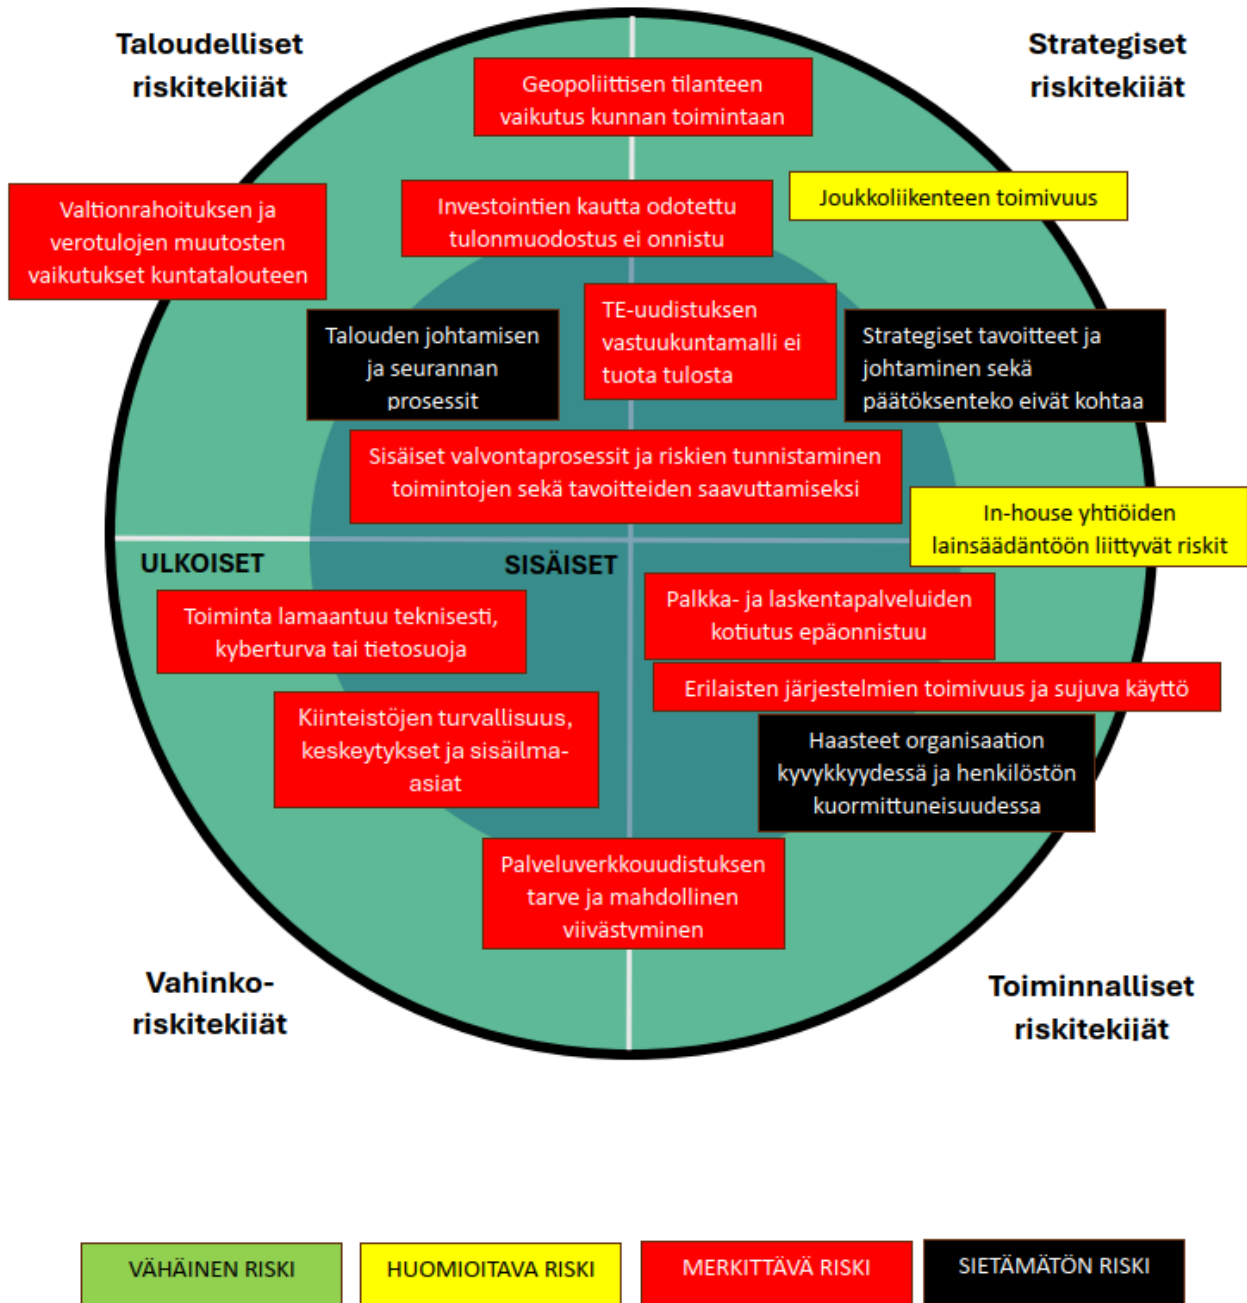 Taloudelliset
riskitekijät
Strategiset
riskitekijät
Geopoliittisen tilanteen
vaikutus kunnan toimintaan
Valtionrahoituksen ja
verotulojen muutosten
vaikutukset kuntatalouteen
Investointien kautta odotettu
tulonmuodostus ei onnistu
Joukkoliikenteen toimivuus
Talouden johtamisen
ja seurannan
prosessit
TE-uudistuksen
vastuukuntamalli ei
tuota tulosta
Strategiset tavoitteet ja
johtaminen sekä
päätöksenteko eivät kohtaa
Sisäiset valvontaprosessit ja riskien tunnistaminen
toimintojen sekä tavoitteiden saavuttamiseksi
In-house yhtiöiden
lainsäädäntöön liittyvät riskit
ULKOISET
SISÄISET
Toiminta lamaantuu teknisesti,
kyberturva tai tietosuoja
Palkka- ja laskentapalveluiden
kotiutus epäonnistuu
Erilaisten järjestelmien toimivuus ja sujuva käyttö
Kiinteistöjen turvallisuus,
keskeytykset ja sisäilma-
asiat
Haasteet organisaation
kyvykkyydessä ja henkilöstön
kuormittuneisuudessa
Palveluverkkouudistuksen
tarve ja mahdollinen
viivästyminen
Vahinko-
riskitekijät
Toiminnalliset
riskitekijät
VÄHÄINEN RISKI
HUOMIOITAVA RISKI
MERKITTÄVÄ RISKI
SIETÄMÄTÖN RISKI